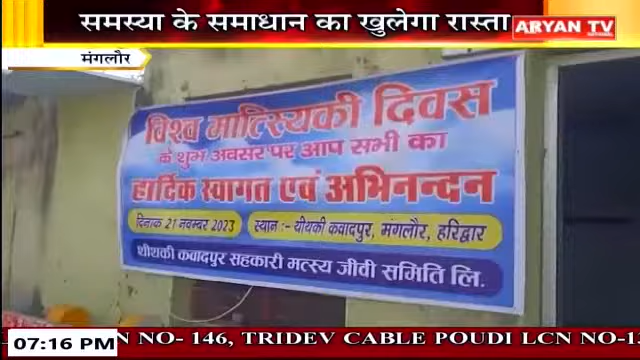 समस्या के समाधान का खुलेगा रास्ता
ARYAN TV
मंगलौर
विश्व मात्स्यिकी दिवस
के शुभ अवसर पर आप सभी का
हार्दिक स्वागत एवं अभिनन्दन
दिनांक 21 नवम्बर 2023
स्थान :- थीथकी कवादपुर, मंगलौर, हरिद्वार
थीथकी कवादपुर सहकारी मत्स्य जीवी समिति लि.
07:16 PM
N NO- 146, TRIDEV CABLE POUDI LCN NO-1